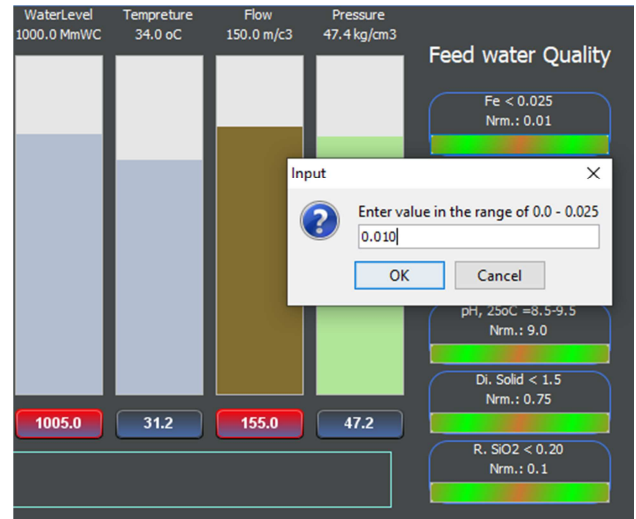 WaterLevel
1000.0 MmWC
Tempreture
34.0 oC
Flow
150.0 m/c3
Pressure
47.4 kg/cm3
Feed water Quality
Fe < 0.025
Nrm.: 0.01
Input
Enter value in the range of 0.0 - 0.025
0.010
OK
Cancel
pH, 25oC =8.5-9.5
Nrm.: 9.0
Di. Solid < 1.5
Nrm.: 0.75
R. SiO2 < 0.20
Nrm.: 0.1
1005.0
31.2
155.0
47.2